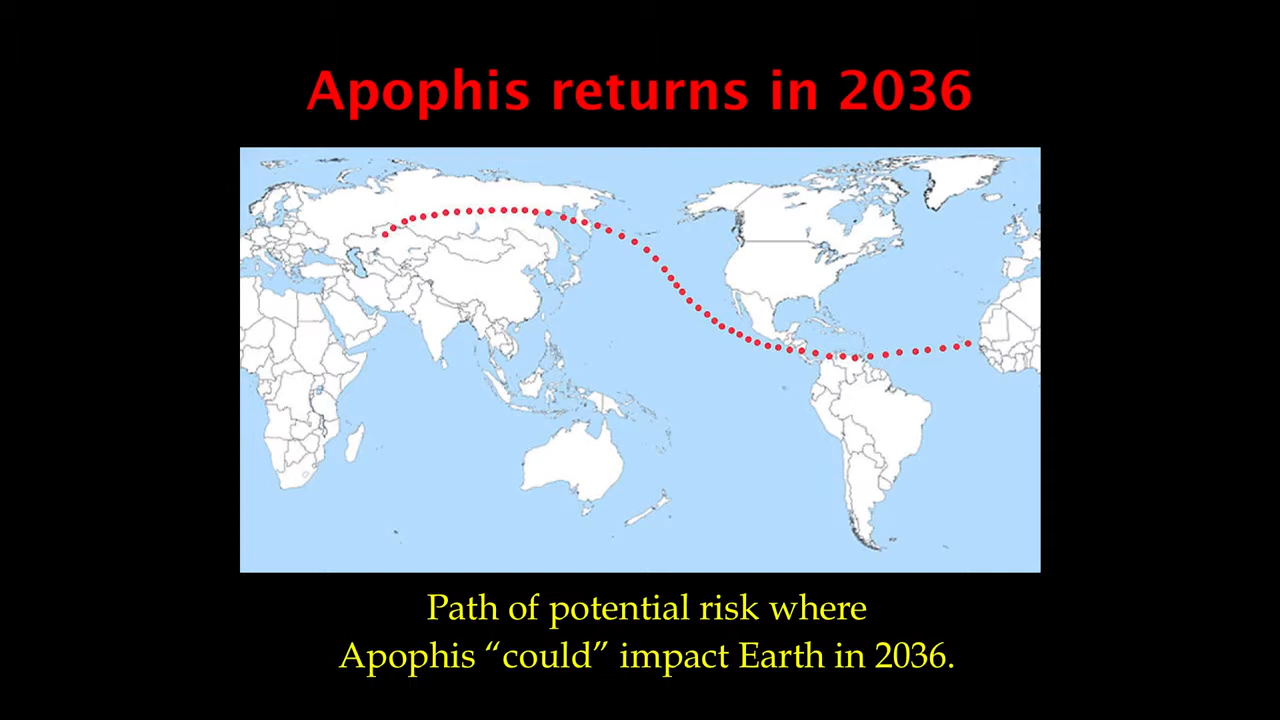 Apophis returns in 2036
Path of potential risk where
Apophis “could” impact Earth in 2036.